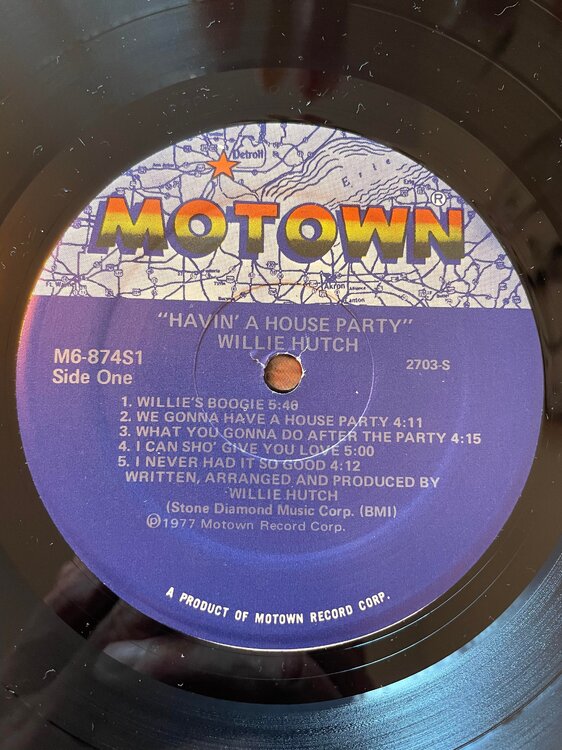 Detroit
Erie
MOTOWN®
Akron
Canton
"HAVIN' A HOUSE PARTY"
WILLIE HUTCH
M6-874S1
2703-S
Side One
1. WILLIE'S BOOGIE 5:40
2. WE GONNA HAVE A HOUSE PARTY 4:11
3. WHAT YOU GONNA DO AFTER THE PARTY 4:15
4. I CAN SHO' GIVE YOU LOVE 5:00
5. I NEVER HAD IT SO GOOD 4:12
WRITTEN, ARRANGED AND PRODUCED BY
WILLIE HUTCH
(Stone Diamond Music Corp. (BMI)
℗1977 Motown Record Corp.
A PRODUCT OF MOTOWN RECORD CORP.